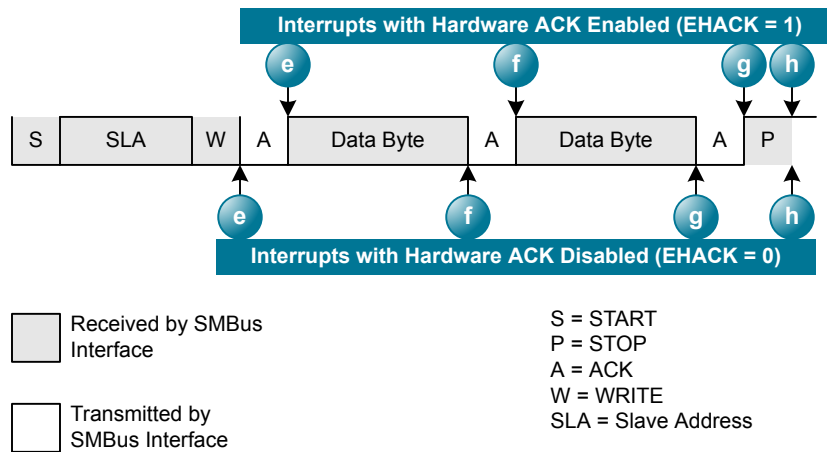 Interrupts with Hardware ACK Enabled (EHACK = 1)
e f g h
S SLA W A Data Byte A Data Byte A P
e f g h
Interrupts with Hardware ACK Disabled (EHACK = 0)
Received by SMBus
Interface
Transmitted by
SMBus Interface
S = START
P = STOP
A = ACK
W = WRITE
SLA = Slave Address